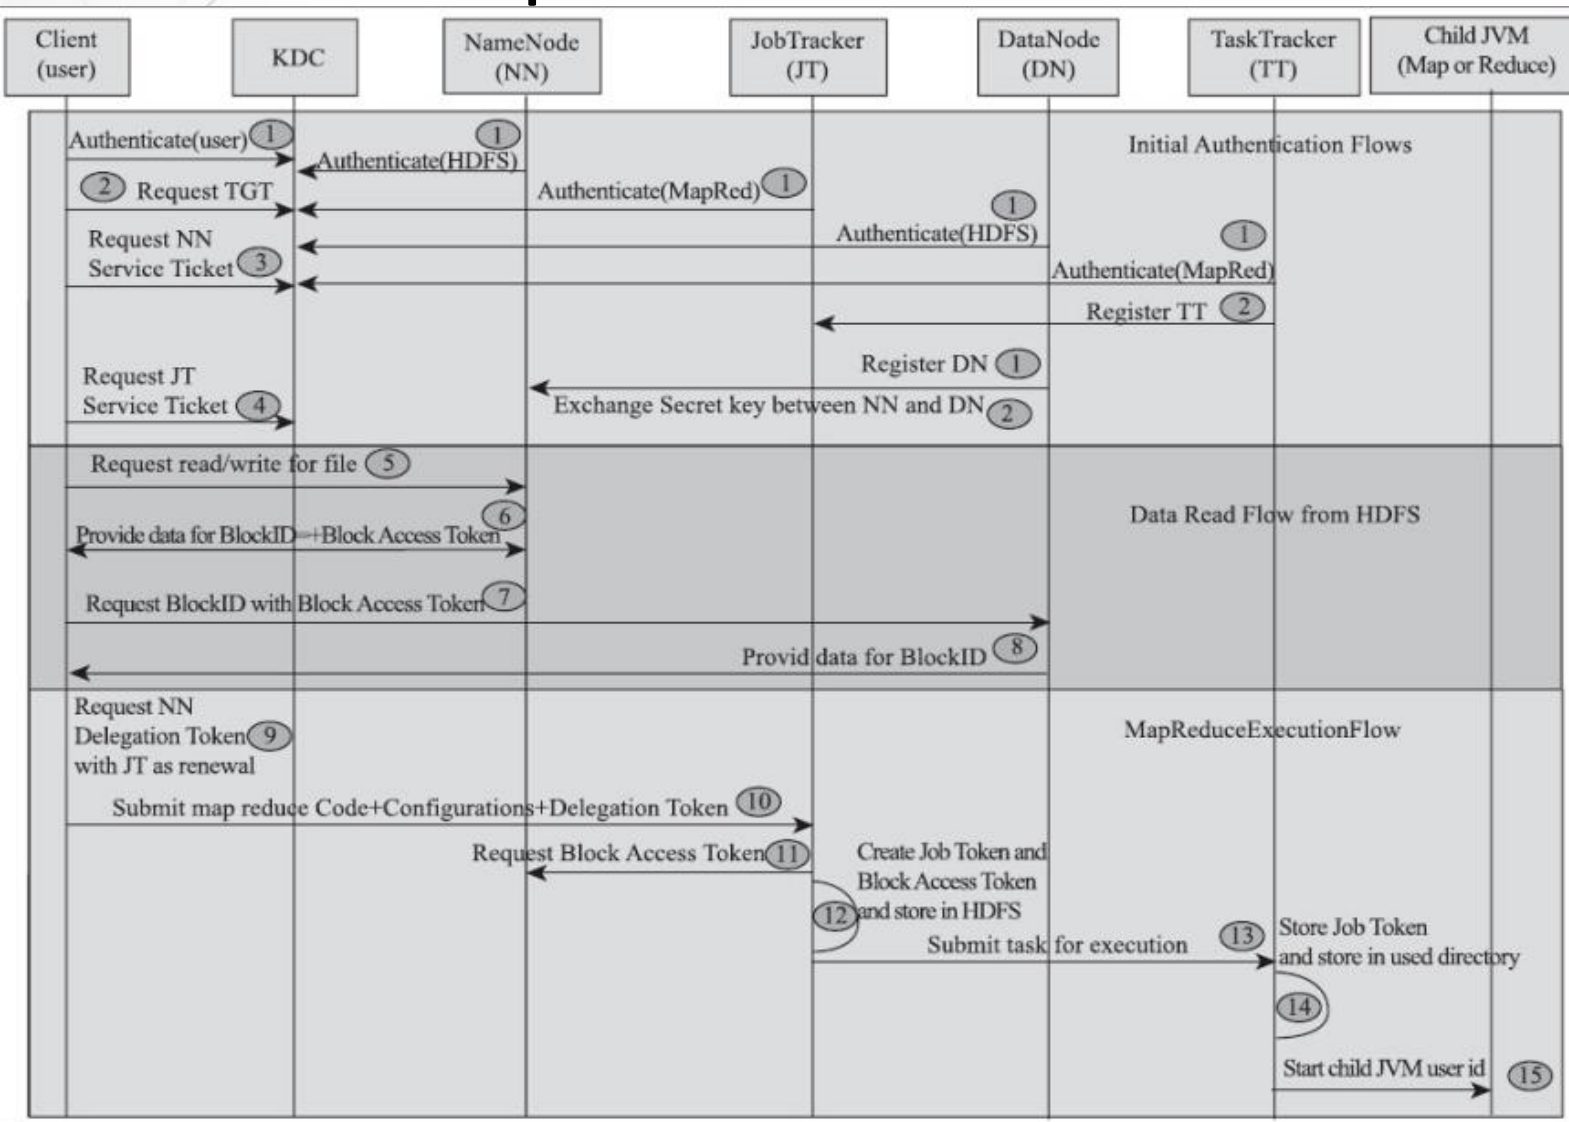 Client
(user)
KDC
NameNode
(NN)
JobTracker
(JT)
DataNode
(DN)
TaskTracker
(TT)
Child JVM
(Map or Reduce)
Initial Authentication Flows
Authenticate(user) 1
1
Authenticate(HDFS)
2 Request TGT
Authenticate(MapRed) 1
1
Authenticate(HDFS)
Request NN
Service Ticket 3
1
Authenticate(MapRed)
Register TT 2
Register DN 1
Request JT
Service Ticket 4
Exchange Secret key between NN and DN 2
Request read/write for file 5
6
Provide data for BlockID=+Block Access Token
Data Read Flow from HDFS
Request BlockID with Block Access Token 7
Provid data for BlockID 8
Request NN
Delegation Token 9
with JT as renewal
MapReduceExecutionFlow
Submit map reduce Code+Configurations+Delegation Token 10
Request Block Access Token 11
Create Job Token and
Block Access Token
and store in HDFS
12
Submit task for execution 13
Store Job Token
and store in used directory
14
Start child JVM user id 15